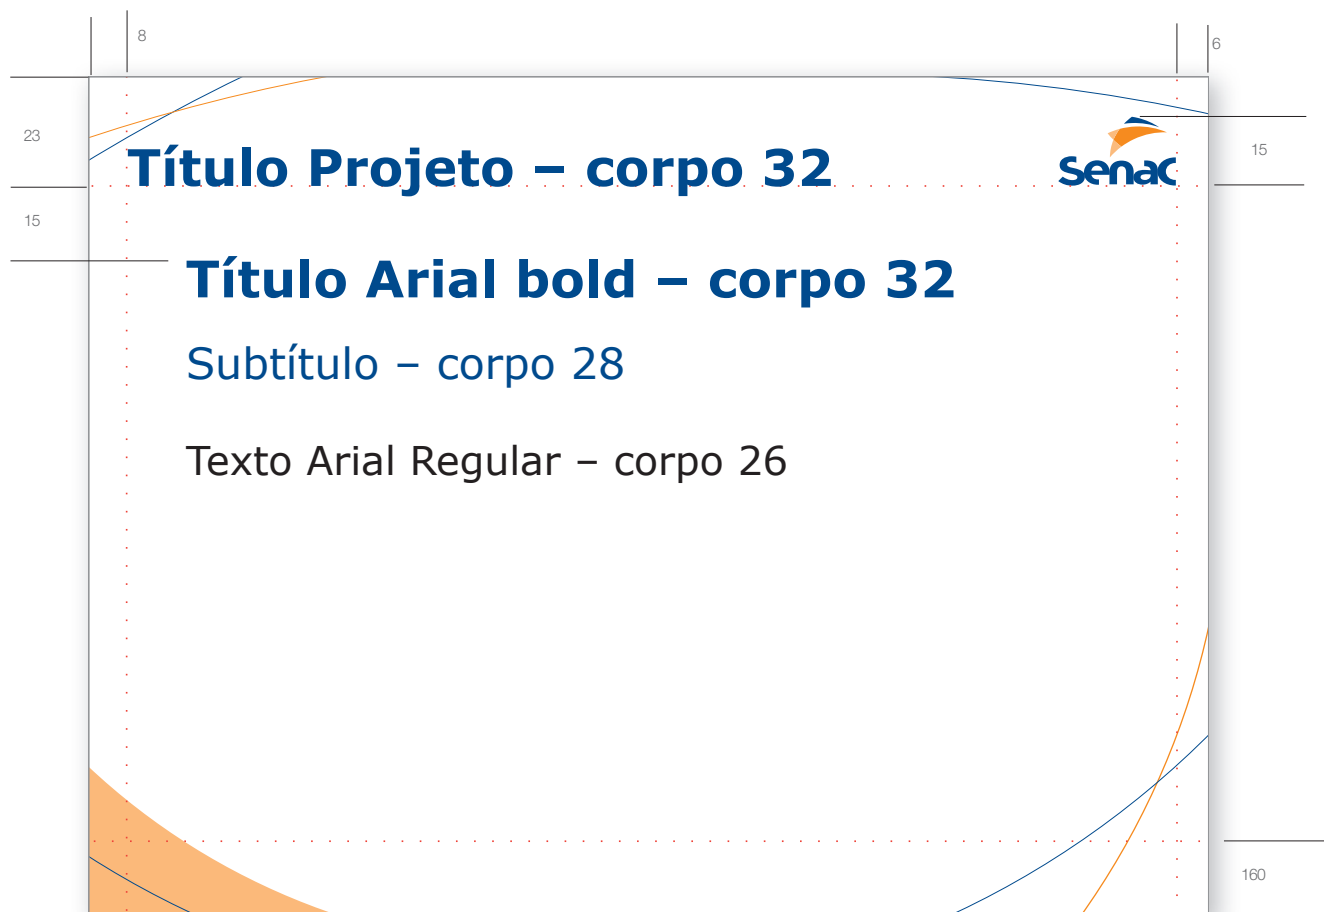 8
6
23
Título Projeto – corpo 32
senac
15
15
Título Arial bold – corpo 32
Subtítulo – corpo 28
Texto Arial Regular – corpo 26
160